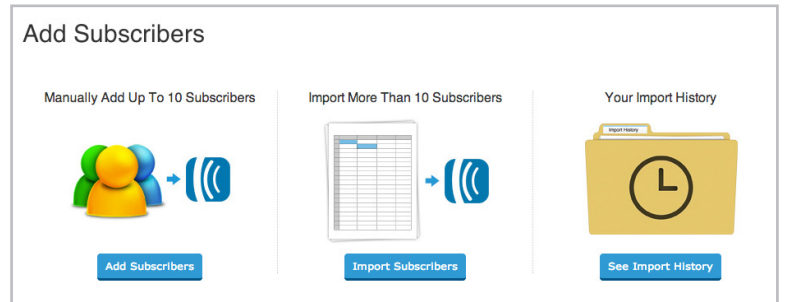 Add Subscribers
Manually Add Up To 10 Subscribers
Import More Than 10 Subscribers
Your Import History
Import History
Add Subscribers
Import Subscribers
See Import History